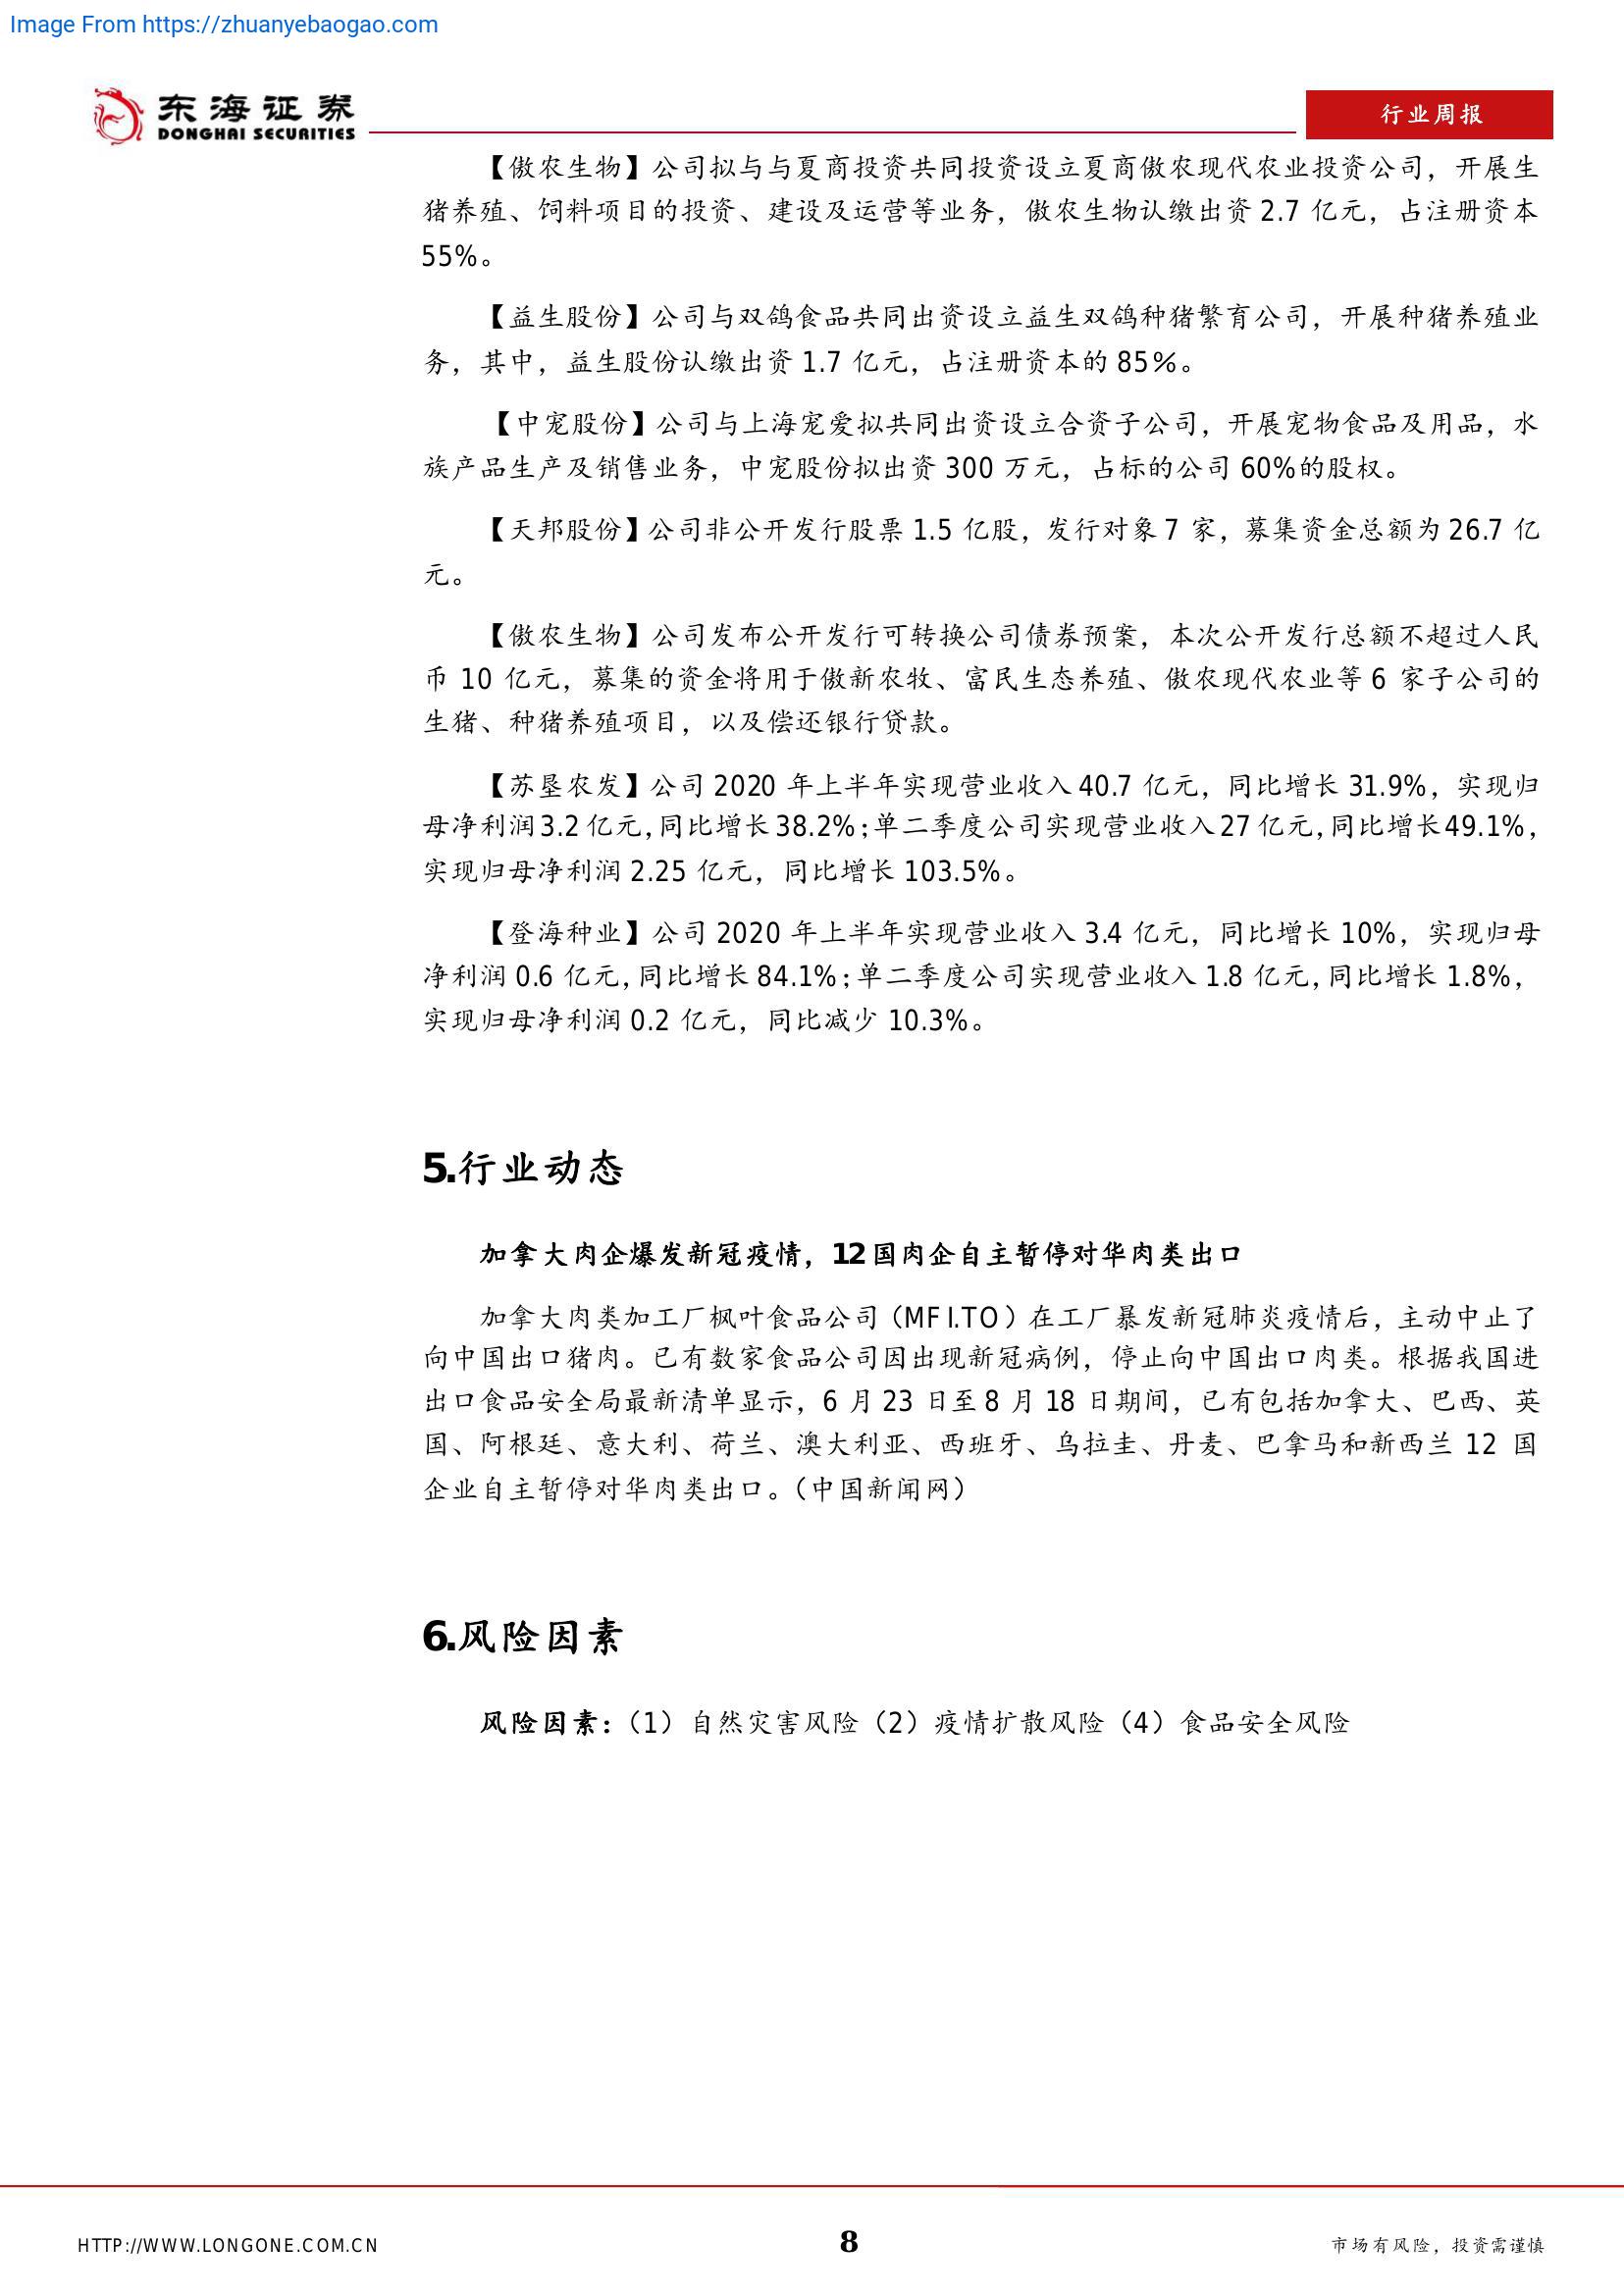 Image From https://zhuanyebaogao.com
东海证券
DONGHAI SECURITIES
行业周报
【傲农生物】公司拟与与夏商投资共同投资设立夏商傲农现代农业投资公司，开展生
猪养殖、饲料项目的投资、建设及运营等业务，傲农生物认缴出资 2.7 亿元，占注册资本
55%。
【益生股份】公司与双鸽食品共同出资设立益生双鸽种猪繁育公司，开展种猪养殖业
务，其中，益生股份认缴出资 1.7 亿元，占注册资本的 85%。
【中宠股份】公司与上海宠爱拟共同出资设立合资子公司，开展宠物食品及用品，水
族产品生产及销售业务，中宠股份拟出资 300 万元，占标的公司 60%的股权。
【天邦股份】公司非公开发行股票 1.5 亿股，发行对象 7 家，募集资金总额为 26.7 亿
元。
【傲农生物】公司发布公开发行可转换公司债券预案，本次公开发行总额不超过人民
币 10 亿元，募集的资金将用于傲新农牧、富民生态养殖、傲农现代农业等 6 家子公司的
生猪、种猪养殖项目，以及偿还银行贷款。
【苏垦农发】公司 2020 年上半年实现营业收入 40.7 亿元，同比增长 31.9%，实现归
母净利润 3.2 亿元，同比增长 38.2%；单二季度公司实现营业收入 27 亿元，同比增长 49.1%，
实现归母净利润 2.25 亿元，同比增长 103.5%。
【登海种业】公司 2020 年上半年实现营业收入 3.4 亿元，同比增长 10%，实现归母
净利润 0.6 亿元，同比增长 84.1%；单二季度公司实现营业收入 1.8 亿元，同比增长 1.8%，
实现归母净利润 0.2 亿元，同比减少 10.3%。
5.行业动态
加拿大肉企爆发新冠疫情，12 国肉企自主暂停对华肉类出口
加拿大肉类加工厂枫叶食品公司（MFI.TO）在工厂暴发新冠肺炎疫情后，主动中止了
向中国出口猪肉。已有数家食品公司因出现新冠病例，停止向中国出口肉类。根据我国进
出口食品安全局最新清单显示，6 月 23 日至 8 月 18 日期间，已有包括加拿大、巴西、英
国、阿根廷、意大利、荷兰、澳大利亚、西班牙、乌拉圭、丹麦、巴拿马和新西兰 12 国
企业自主暂停对华肉类出口。（中国新闻网）
6.风险因素
风险因素：（1）自然灾害风险（2）疫情扩散风险（4）食品安全风险
HTTP://WWW.LONGONE.COM.CN
8
市场有风险，投资需谨慎